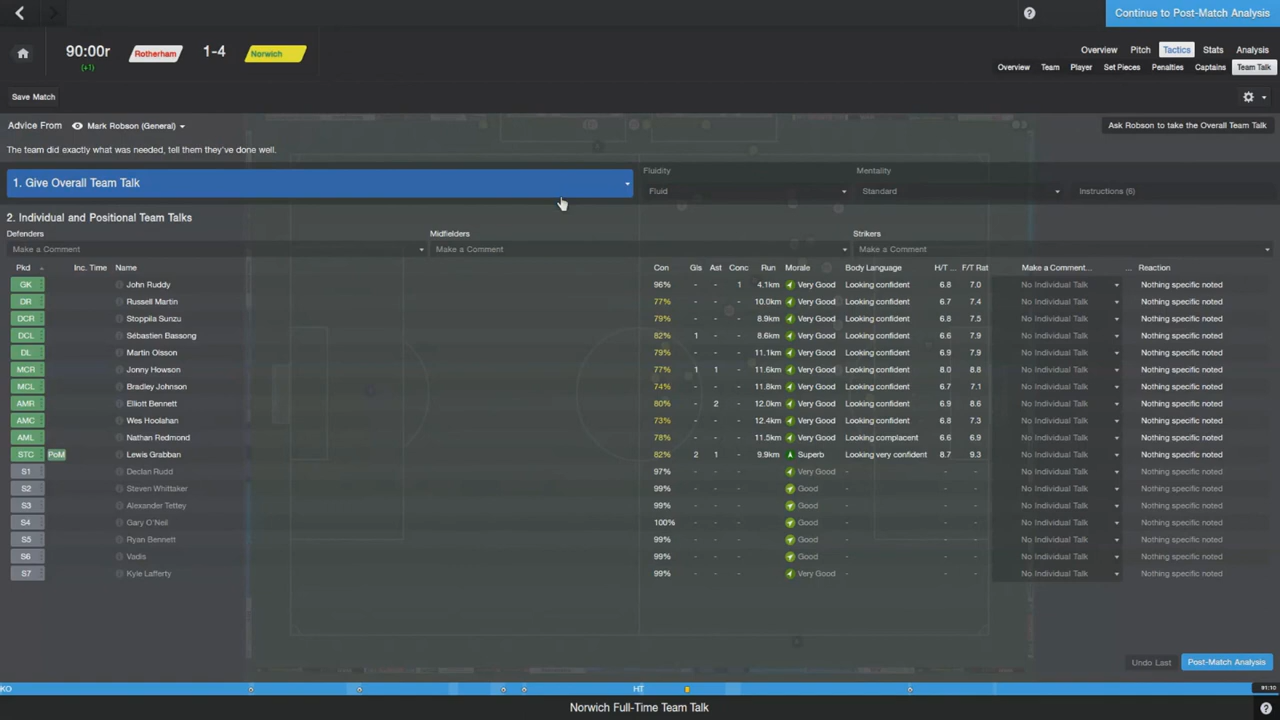 Continue to Post-Match Analysis
90:00r
(+1)
Rotherham
1-4
Norwich
Overview Pitch Tactics Stats Analysis
Overview Team Player Set Pieces Penalties Captains Team Talk
Save Match
Advice From Mark Robson (General)
Ask Robson to take the Overall Team Talk
The team did exactly what was needed, tell them they've done well.
1. Give Overall Team Talk
Fluidity Mentality
Fluid Standard Instructions (6)
2. Individual and Positional Team Talks
Defenders Midfielders Strikers
Make a Comment Make a Comment Make a Comment
Pkd Inc. Time Name Con Gls Ast Conc Run Morale Body Language H/T ... F/T Rat Make a Comment... ... Reaction
GK John Ruddy 96% - - 1 4.1km Very Good Looking confident 6.8 7.0 No Individual Talk Nothing specific noted
DR Russell Martin 77% - - - 10.0km Very Good Looking confident 6.7 7.4 No Individual Talk Nothing specific noted
DCR Stoppila Sunzu 79% - - - 8.9km Very Good Looking confident 6.8 7.5 No Individual Talk Nothing specific noted
DCL Sébastien Bassong 82% 1 - - 8.6km Very Good Looking confident 6.6 7.9 No Individual Talk Nothing specific noted
DL Martin Olsson 79% - - - 11.1km Very Good Looking confident 6.9 7.9 No Individual Talk Nothing specific noted
MCR Jonny Howson 77% 1 1 - 11.6km Very Good Looking confident 8.0 8.8 No Individual Talk Nothing specific noted
MCL Bradley Johnson 74% - - - 11.8km Very Good Looking confident 6.7 7.1 No Individual Talk Nothing specific noted
AMR Elliott Bennett 80% - 2 - 12.0km Very Good Looking confident 6.9 8.6 No Individual Talk Nothing specific noted
AMC Wes Hoolahan 73% - - - 12.4km Very Good Looking confident 6.8 7.3 No Individual Talk Nothing specific noted
AML Nathan Redmond 78% - - - 11.5km Very Good Looking complacent 6.6 6.9 No Individual Talk Nothing specific noted
STC PoM Lewis Grabban 82% 2 1 - 9.9km Superb Looking very confident 8.7 9.3 No Individual Talk Nothing specific noted
S1 Declan Rudd 97% - - - - Very Good - - - No Individual Talk Nothing specific noted
S2 Steven Whittaker 99% - - - - Good - - - No Individual Talk Nothing specific noted
S3 Alexander Tettey 99% - - - - Good - - - No Individual Talk Nothing specific noted
S4 Gary O'Neil 100% - - - - Good - - - No Individual Talk Nothing specific noted
S5 Ryan Bennett 99% - - - - Good - - - No Individual Talk Nothing specific noted
S6 Vadis 99% - - - - Good - - - No Individual Talk Nothing specific noted
S7 Kyle Lafferty 99% - - - - Very Good - - - No Individual Talk Nothing specific noted
Undo Last Post-Match Analysis
KO HT 91:10
Norwich Full-Time Team Talk